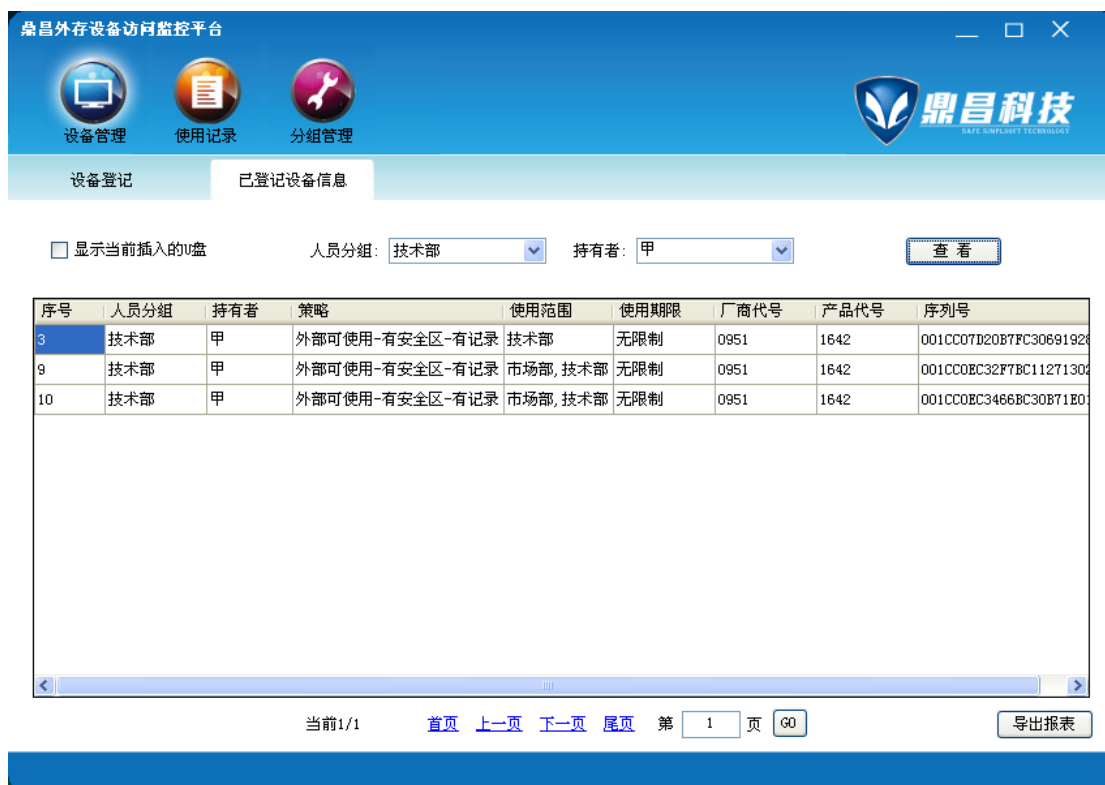 鼎昌外存设备访问监控平台
设备管理 使用记录 分组管理
鼎昌科技
SAFE SIMPLSOFT TECHNOLOGY
设备登记 已登记设备信息
显示当前插入的U盘 人员分组: 技术部 持有者: 甲 查 看
序号 人员分组 持有者 策略 使用范围 使用期限 厂商代号 产品代号 序列号
3 技术部 甲 外部可使用-有安全区-有记录 技术部 无限制 0951 1642 001CC07D20B7FC30691928
9 技术部 甲 外部可使用-有安全区-有记录 市场部,技术部 无限制 0951 1642 001CC0EC32F7BC11271302
10 技术部 甲 外部可使用-有安全区-有记录 市场部,技术部 无限制 0951 1642 001CC0EC3466BC30B71E01
当前1/1 首页 上一页 下一页 尾页 第 1 页 GO 导出报表